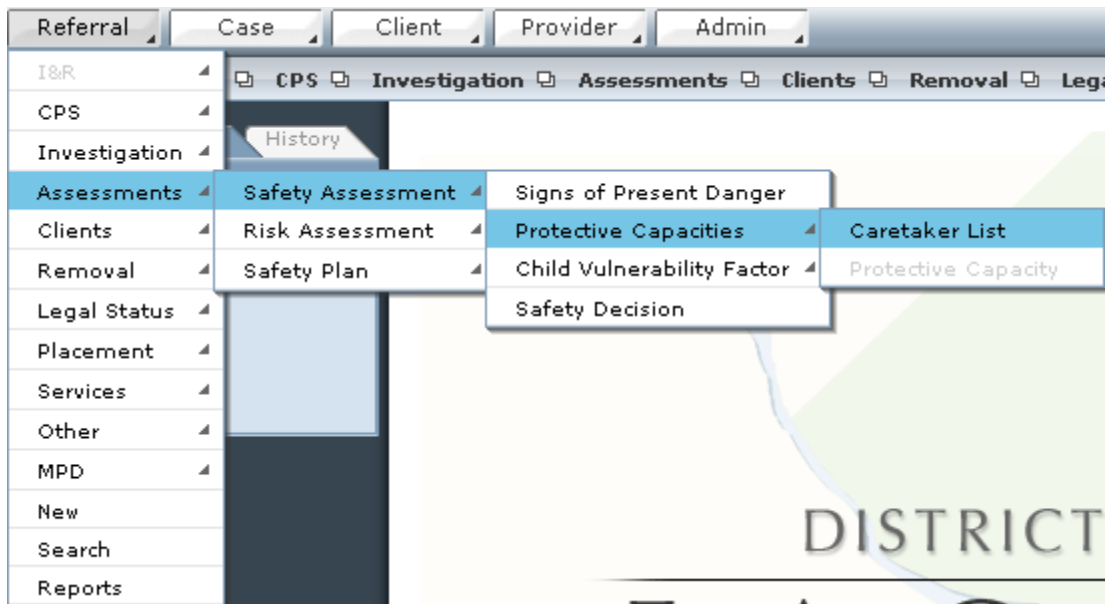 Referral Case Client Provider Admin
I&R
CPS Investigation Assessments Clients Removal
CPS
History
Investigation
Assessments Safety Assessment Signs of Present Danger
Clients Risk Assessment Protective Capacities Caretaker List
Removal Safety Plan Child Vulnerability Factor Protective Capacity
Legal Status Safety Decision
Placement
Services
Other
MPD
New
DISTRICT
Search
Reports